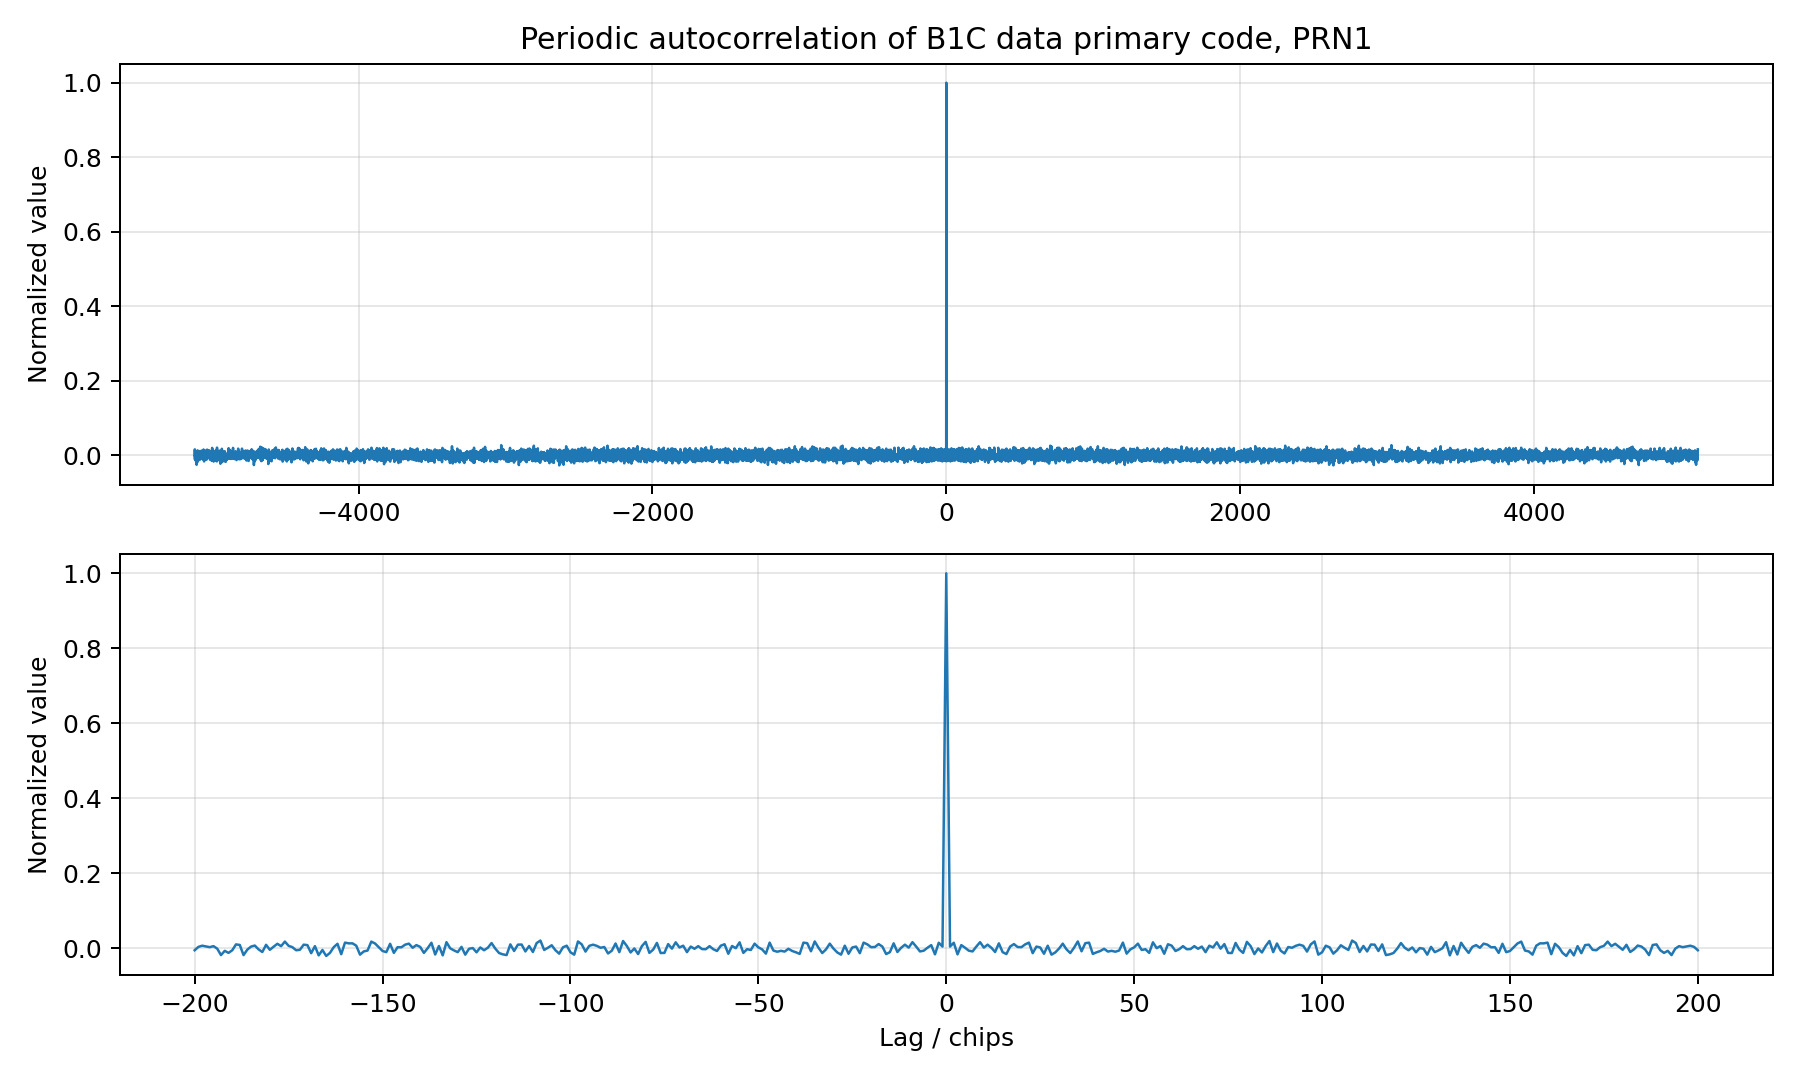 Periodic autocorrelation of B1C data primary code, PRN1
Normalized value
1.0
0.8
0.6
0.4
0.2
0.0
−4000 −2000 0 2000 4000
Normalized value
1.0
0.8
0.6
0.4
0.2
0.0
−200 −150 −100 −50 0 50 100 150 200
Lag / chips